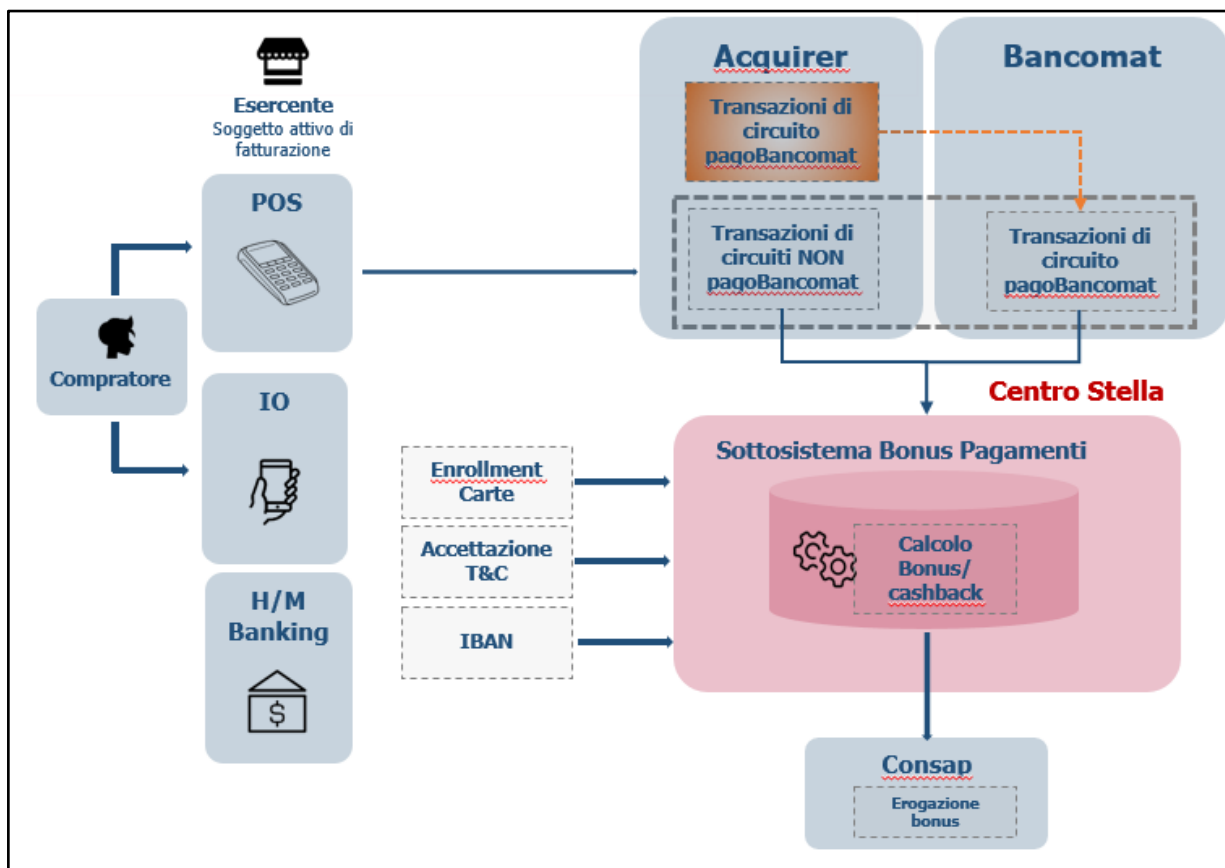 Esercente
Soggetto attivo di
fatturazione
POS
Compratore
IO
H/M
Banking
$
Acquirer
Transazioni di
circuito
pagoBancomat
Transazioni di
circuiti NON
pagoBancomat
Bancomat
Transazioni di
circuito
pagoBancomat
Centro Stella
Sottosistema Bonus Pagamenti
Enrollment
Carte
Accettazione
T&C
IBAN
Calcolo
Bonus/
cashback
Consap
Erogazione
bonus